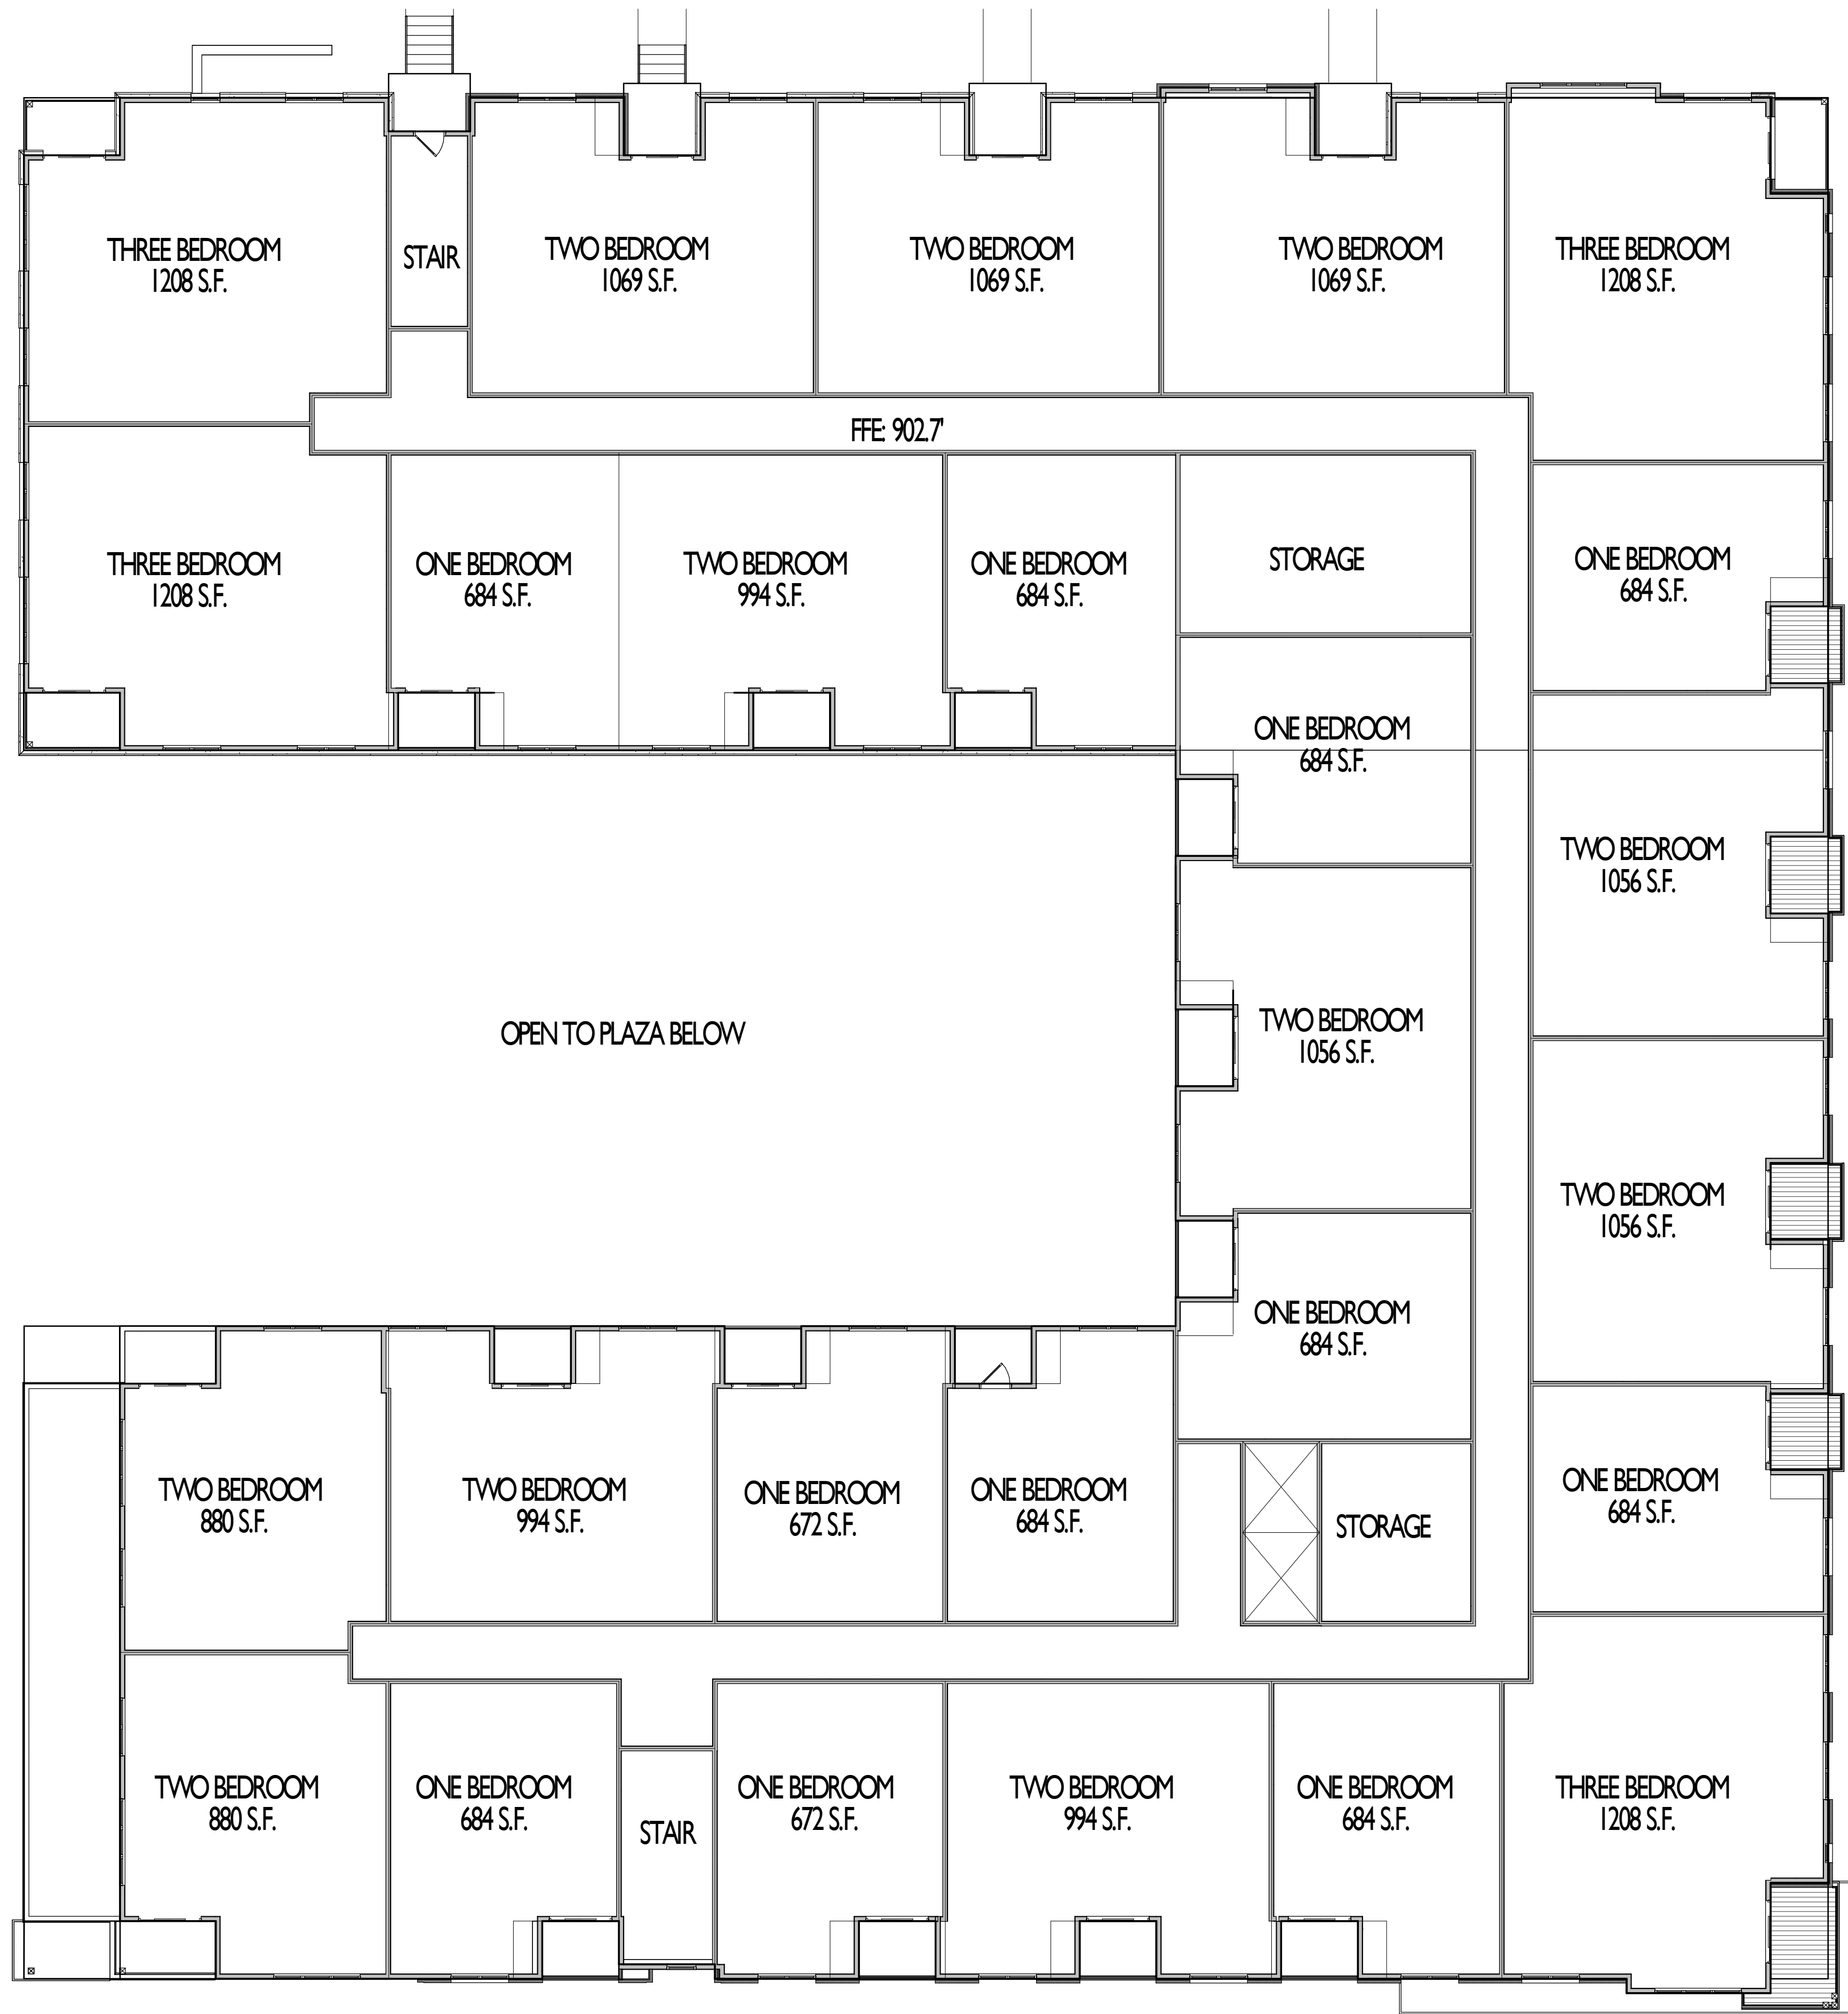 THREE BEDROOM
1208 S.F.
STAIR
TWO BEDROOM
1069 S.F.
TWO BEDROOM
1069 S.F.
TWO BEDROOM
1069 S.F.
THREE BEDROOM
1208 S.F.
FFE: 902.7'
THREE BEDROOM
1208 S.F.
ONE BEDROOM
684 S.F.
TWO BEDROOM
994 S.F.
ONE BEDROOM
684 S.F.
STORAGE
ONE BEDROOM
684 S.F.
ONE BEDROOM
684 S.F.
TWO BEDROOM
1056 S.F.
OPEN TO PLAZA BELOW
TWO BEDROOM
1056 S.F.
TWO BEDROOM
1056 S.F.
ONE BEDROOM
684 S.F.
TWO BEDROOM
880 S.F.
TWO BEDROOM
994 S.F.
ONE BEDROOM
672 S.F.
ONE BEDROOM
684 S.F.
STORAGE
ONE BEDROOM
684 S.F.
TWO BEDROOM
880 S.F.
ONE BEDROOM
684 S.F.
STAIR
ONE BEDROOM
672 S.F.
TWO BEDROOM
994 S.F.
ONE BEDROOM
684 S.F.
THREE BEDROOM
1208 S.F.